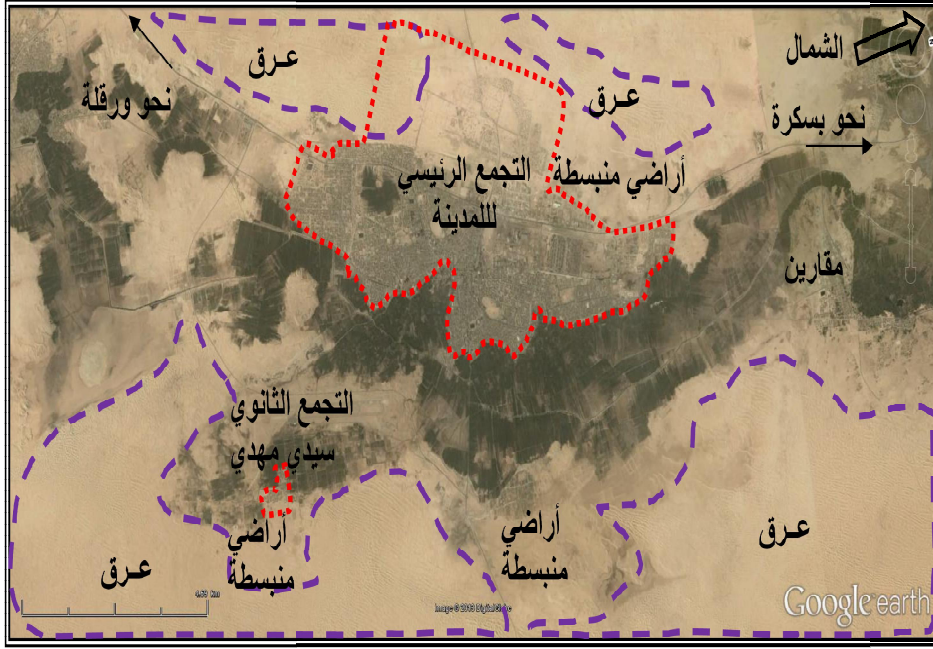 الشمال
عـرق
نحو ورقلة
عـرق
نحو بسكرة
أراضي منبسطة
التجمع الرئيسي
لللمدينة
مقارين
التجمع الثانوي
سيدي مهدي
أراضي
منبسطة
أراضي
منبسطة
عـرق
عـرق
Google earth